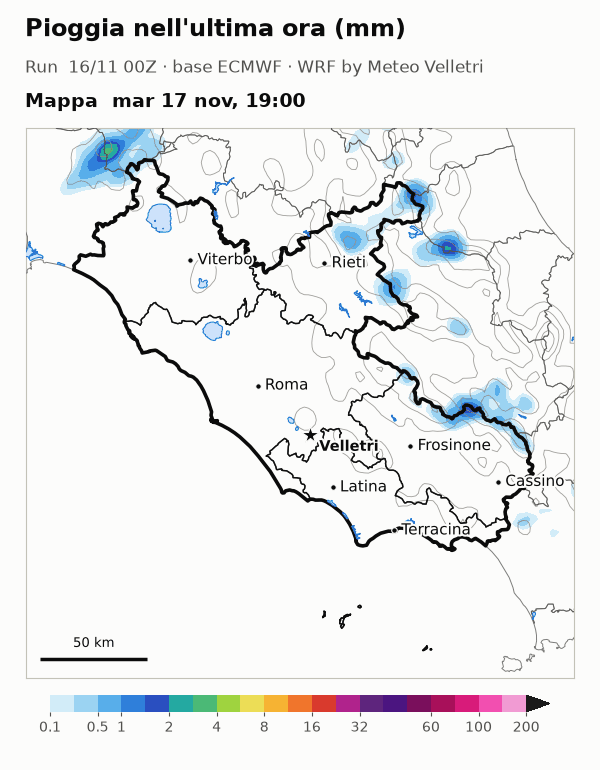 Pioggia nell'ultima ora (mm)
Run  16/11 00Z · base ECMWF · WRF by Meteo Velletri
Mappa  mar 17 nov, 19:00
Viterbo
Rieti
Roma
Velletri
Frosinone
Latina
Cassino
Terracina
50 km
0.1 0.5 1 2 4 8 16 32 60 100 200